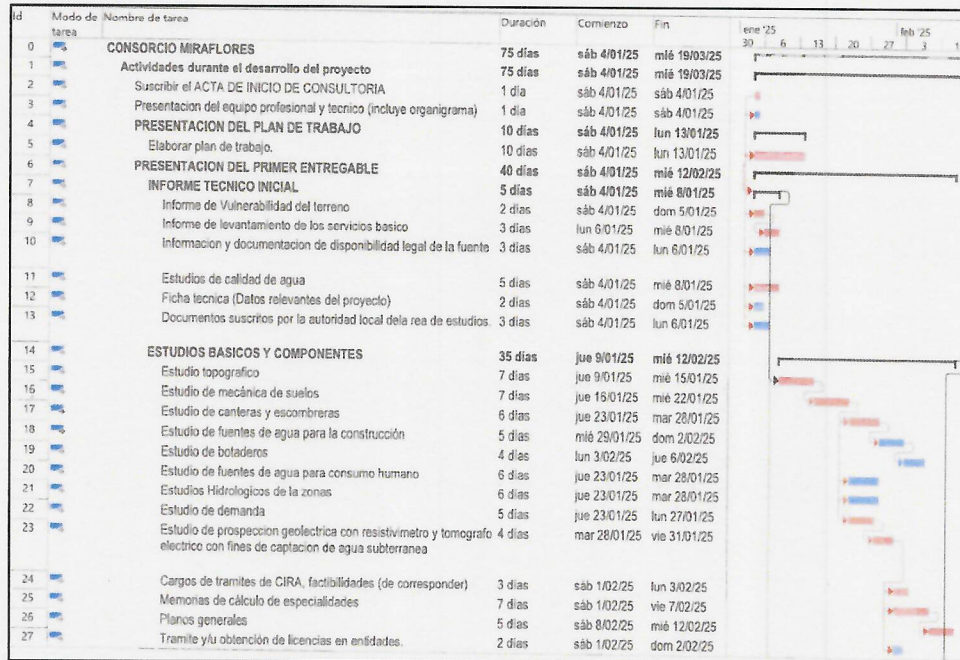 Id Modo de tarea Nombre de tarea Duración Comienzo Fin ene '25 feb '25
30 6 13 20 27 3
0 CONSORCIO MIRAFLORES 75 días sáb 4/01/25 mié 19/03/25
1 Actividades durante el desarrollo del proyecto 75 días sáb 4/01/25 mié 19/03/25
2 Suscribir el ACTA DE INICIO DE CONSULTORIA 1 día sáb 4/01/25 sáb 4/01/25
3 Presentacion del equipo profesional y tecnico (incluye organigrama) 1 día sáb 4/01/25 sáb 4/01/25
4 PRESENTACION DEL PLAN DE TRABAJO 10 días sáb 4/01/25 lun 13/01/25
5 Elaborar plan de trabajo. 10 días sáb 4/01/25 lun 13/01/25
6 PRESENTACION DEL PRIMER ENTREGABLE 40 días sáb 4/01/25 mié 12/02/25
7 INFORME TECNICO INICIAL 5 días sáb 4/01/25 mié 8/01/25
8 Informe de Vulnerabilidad del terreno 2 días sáb 4/01/25 dom 5/01/25
9 Informe de levantamiento de los servicios basico 3 días lun 6/01/25 mié 8/01/25
10 Informacion y documentacion de disponibilidad legal de la fuente 3 días sáb 4/01/25 lun 6/01/25
11 Estudios de calidad de agua 5 días sáb 4/01/25 mié 8/01/25
12 Ficha tecnica (Datos relevantes del proyecto) 2 días sáb 4/01/25 dom 5/01/25
13 Documentos suscritos por la autoridad local dela rea de estudios. 3 días sáb 4/01/25 lun 6/01/25
14 ESTUDIOS BASICOS Y COMPONENTES 35 días jue 9/01/25 mié 12/02/25
15 Estudio topografico 7 días jue 9/01/25 mié 15/01/25
16 Estudio de mecánica de suelos 7 días jue 16/01/25 mié 22/01/25
17 Estudio de canteras y escombreras 6 días jue 23/01/25 mar 28/01/25
18 Estudio de fuentes de agua para la construcción 5 días mié 29/01/25 dom 2/02/25
19 Estudio de botaderos 4 días lun 3/02/25 jue 6/02/25
20 Estudio de fuentes de agua para consumo humano 6 días jue 23/01/25 mar 28/01/25
21 Estudios Hidrologicos de la zonas 6 días jue 23/01/25 mar 28/01/25
22 Estudio de demanda 5 días jue 23/01/25 lun 27/01/25
23 Estudio de prospeccion geolectrica con resistivimetro y tomografo 4 días mar 28/01/25 vie 31/01/25
electrico con fines de captacion de agua subterranea
24 Cargos de tramites de CIRA, factibilidades (de corresponder) 3 días sáb 1/02/25 lun 3/02/25
25 Memorias de cálculo de especialidades 7 días sáb 1/02/25 vie 7/02/25
26 Planos generales 5 días sáb 8/02/25 mié 12/02/25
27 Tramite y/u obtención de licencias en entidades. 2 días sáb 1/02/25 dom 2/02/25